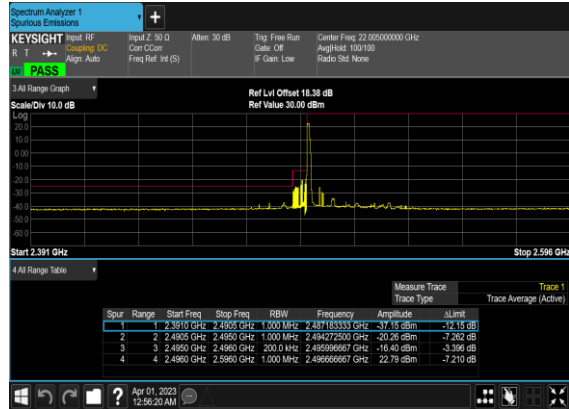 Spectrum Analyzer 1
Spurious Emissions
KEYSIGHT Input: RF Input Z: 50 Ω Atten: 30 dB Trig: Free Run Center Freq: 22.005000000 GHz
R T Coupling: DC Corr CCorr Gate: Off Avg|Hold: 100/100
Align: Auto Freq Ref: Int (S) IF Gain: Low Radio Std: None
PASS
3 All Range Graph
Ref Lvl Offset 18.38 dB
Scale/Div 10.0 dB Ref Value 30.00 dBm
Log
20.0
10.0
0.00
-10.0
-20.0
-30.0
-40.0
-50.0
-60.0
Start 2.391 GHz Stop 2.596 GHz
4 All Range Table
Measure Trace Trace 1
Trace Type Trace Average (Active)
Spur Range Start Freq Stop Freq RBW Frequency Amplitude ΔLimit
1 1 2.3910 GHz 2.4905 GHz 1.000 MHz 2.487183333 GHz -37.15 dBm -12.15 dB
2 2 2.4905 GHz 2.4950 GHz 1.000 MHz 2.494272500 GHz -20.26 dBm -7.262 dB
3 3 2.4950 GHz 2.4960 GHz 200.0 kHz 2.495996667 GHz -16.40 dBm -3.396 dB
4 4 2.4960 GHz 2.5960 GHz 1.000 MHz 2.496666667 GHz 22.79 dBm -7.210 dB
Apr 01, 2023
12:56:20 AM